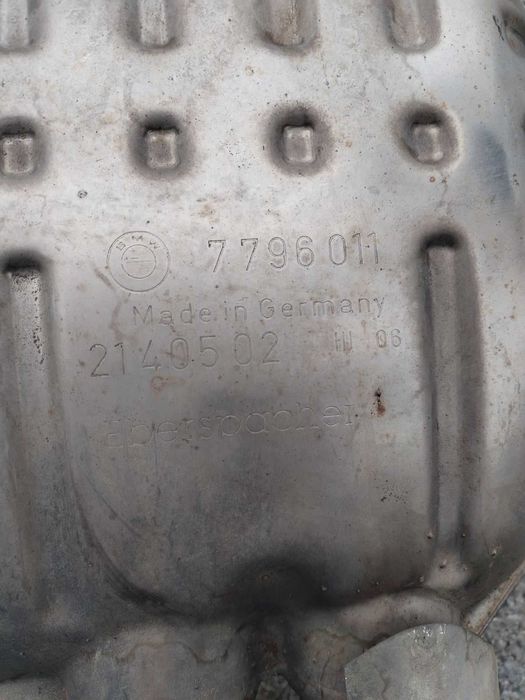 BMW 7796011
Made in Germany
2140502 III 06
Eberspächer